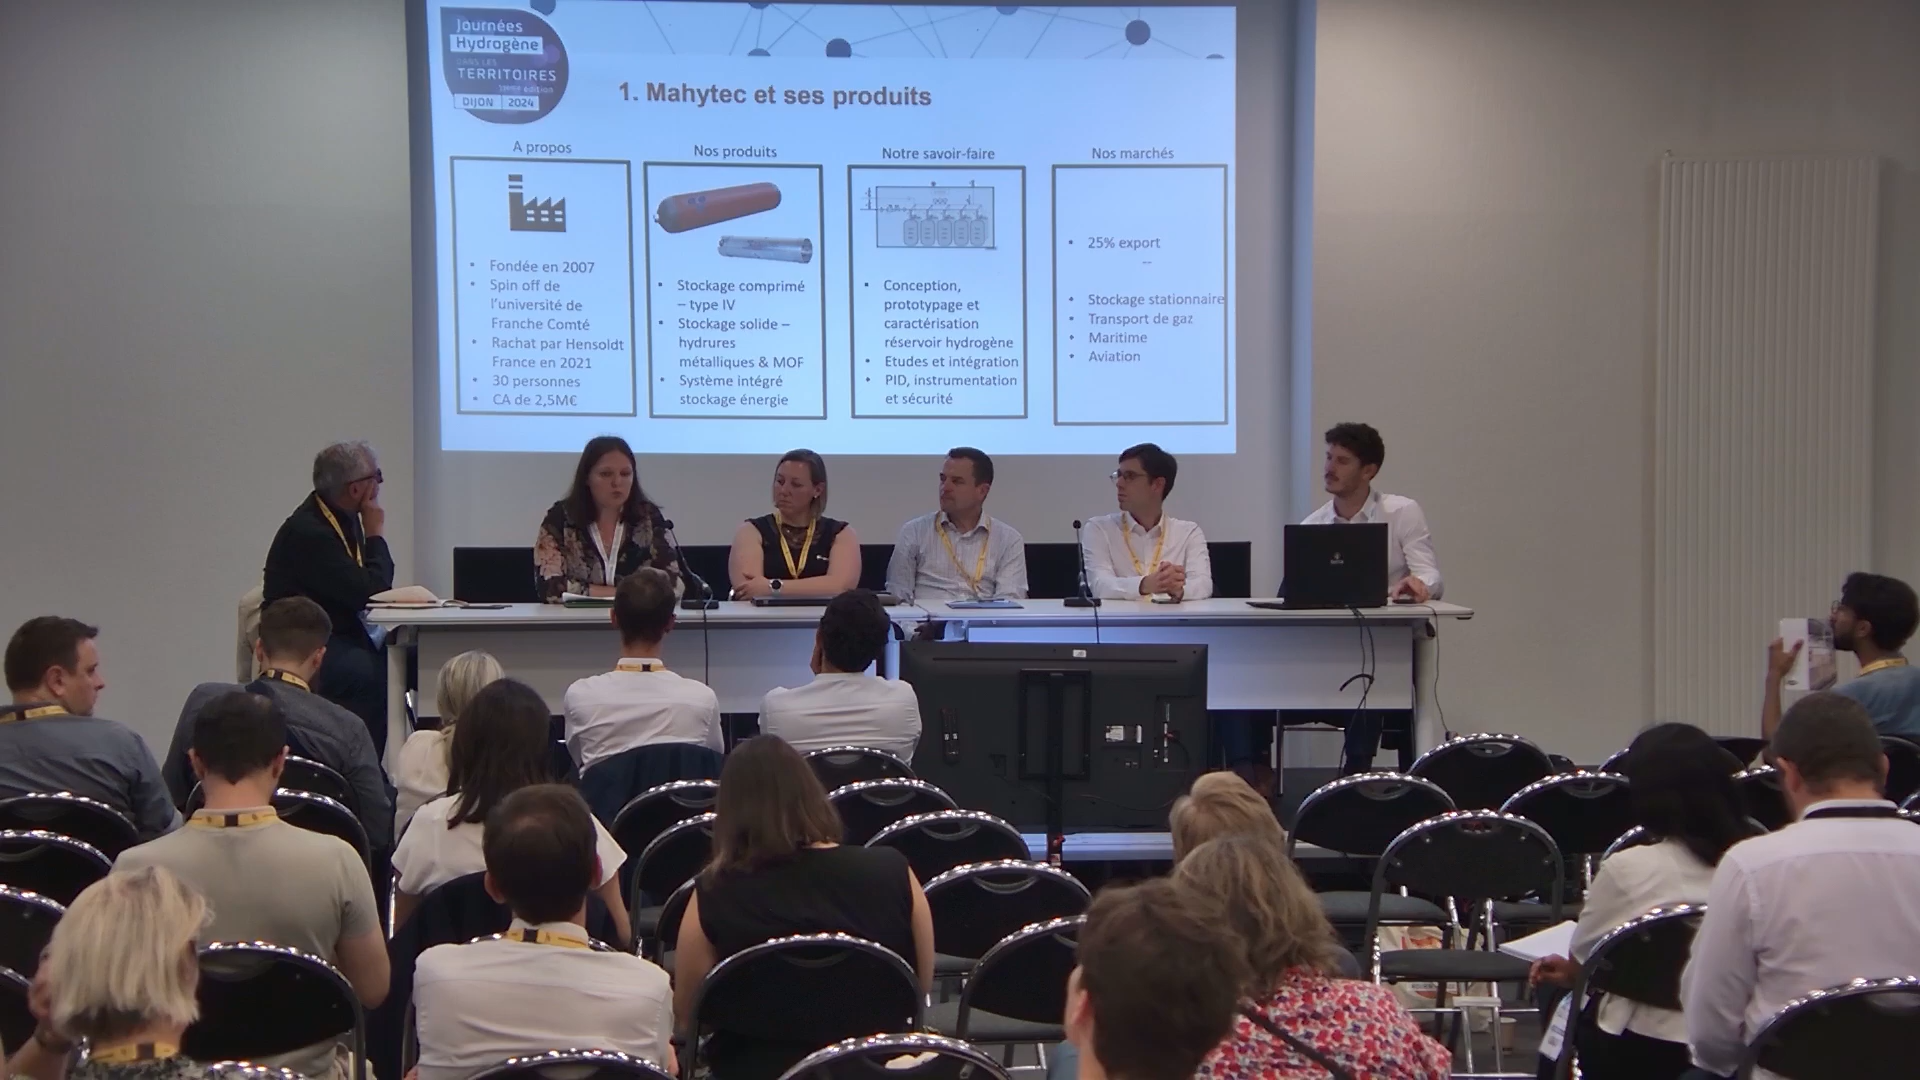 Journées
Hydrogène
DANS LES
TERRITOIRES
DIJON 2024
1. Mahytec et ses produits
A propos
• Fondée en 2007
• Spin off de
l'université de
Franche Comté
• Rachat par Hensoldt
France en 2021
• 30 personnes
• CA de 2,5M€
Nos produits
• Stockage comprimé
– type IV
• Stockage solide –
hydrures
métalliques & MOF
• Système intégré
stockage énergie
Notre savoir-faire
• Conception,
prototypage et
caractérisation
réservoir hydrogène
• Etudes et intégration
• PID, instrumentation
et sécurité
Nos marchés
• 25% export
--
• Stockage stationnaire
• Transport de gaz
• Maritime
• Aviation